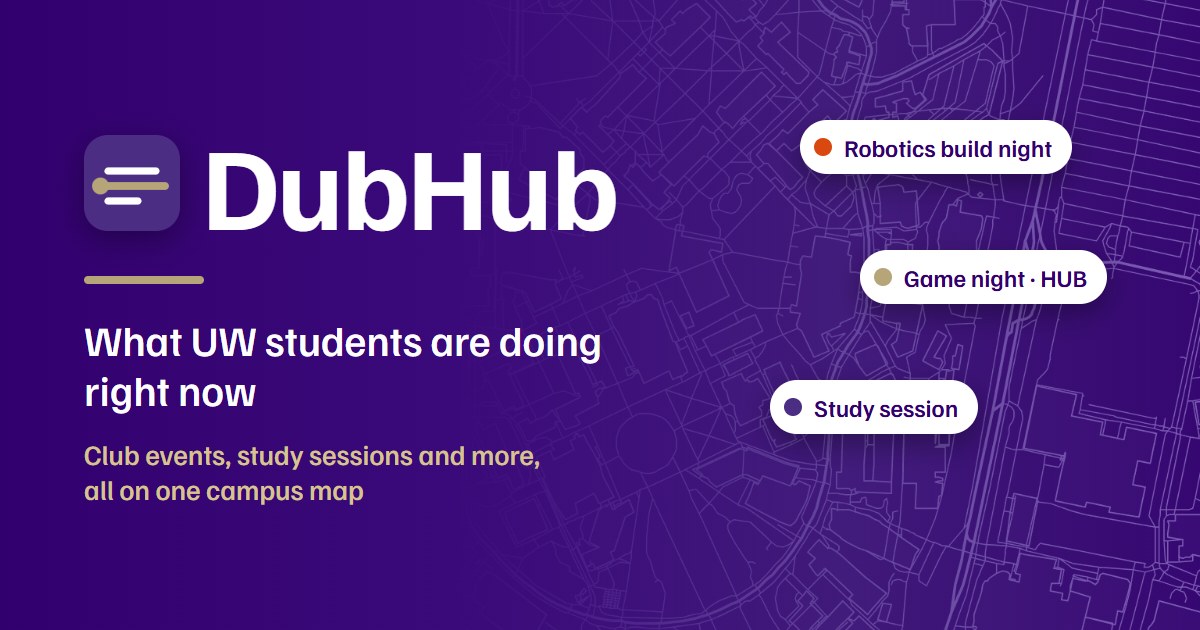 DubHub
What UW students are doing
right now
Club events, study sessions and more,
all on one campus map
Robotics build night
Game night · HUB
Study session